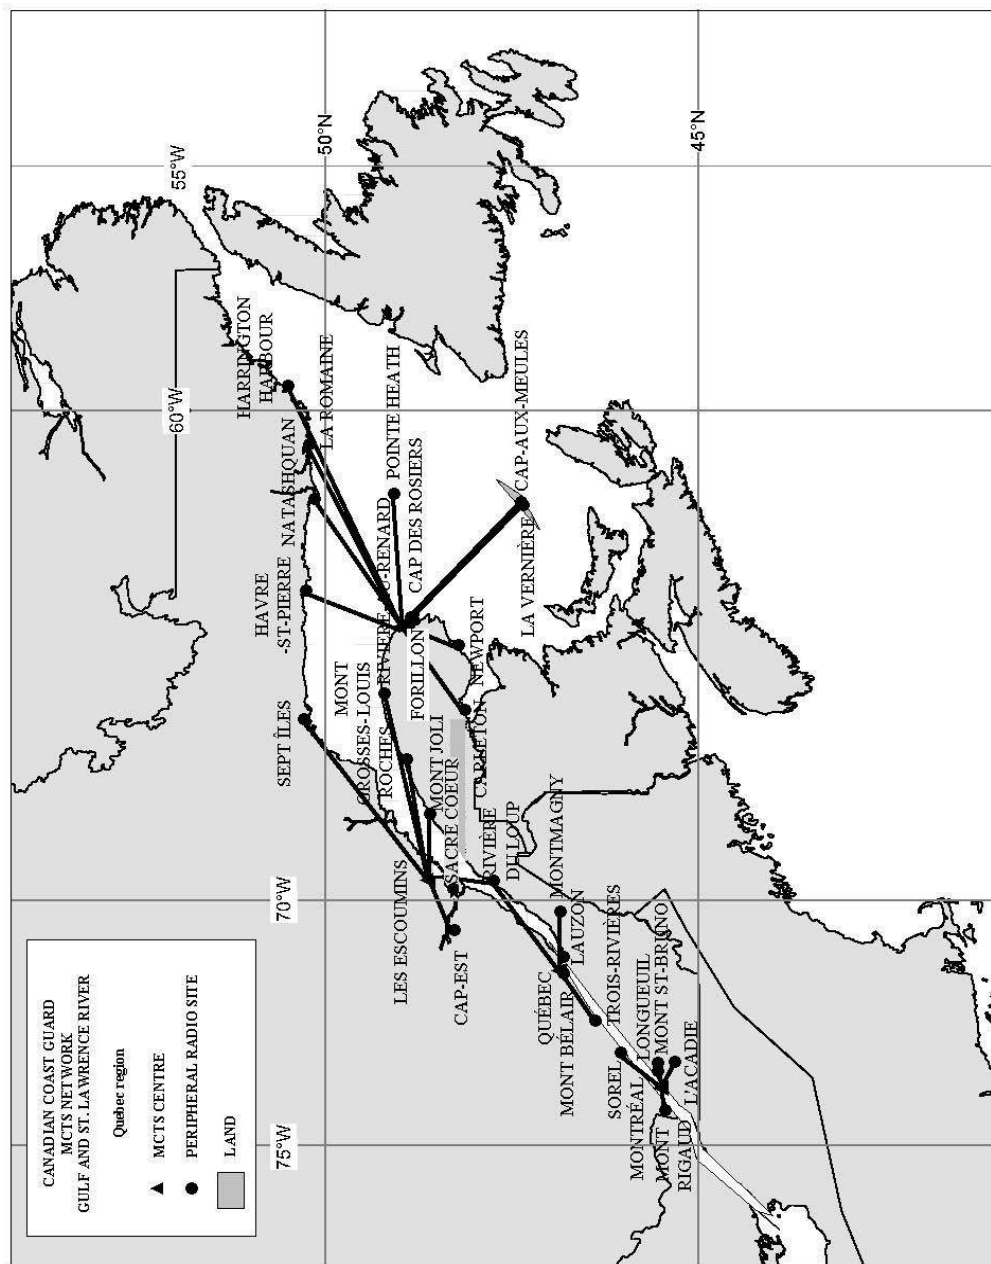 CANADIAN COAST GUARD
MCTS NETWORK
GULF AND ST. LAWRENCE RIVER
Quebec region
MCTS CENTRE
PERIPHERAL RADIO SITE
LAND
75°W
70°W
60°W
55°W
50°N
45°N
SEPT ÎLES
HAVRE
-ST-PIERRE
NATASHQUAN
HARRINGTON
HARBOUR
LA ROMAINE
MONT
-LOUIS
GROSSES-
ROCHES
RIVIÈRE
U-RENARD
POINTE HEATH
CAP DES ROSIERS
FORILLON
CAP-AUX-MEULES
LA VERNIÈRE
NEWPORT
CARLETON
MONT JOLI
SACRÉ COEUR
LES ESCOUMINS
CAP-EST
RIVIÈRE
DU LOUP
MONTMAGNY
LAUZON
QUÉBEC
MONT BÉLAIR
TROIS-RIVIÈRES
SOREL
LONGUEUIL
MONT ST-BRUNO
MONTRÉAL
L'ACADIE
MONT
RIGAUD